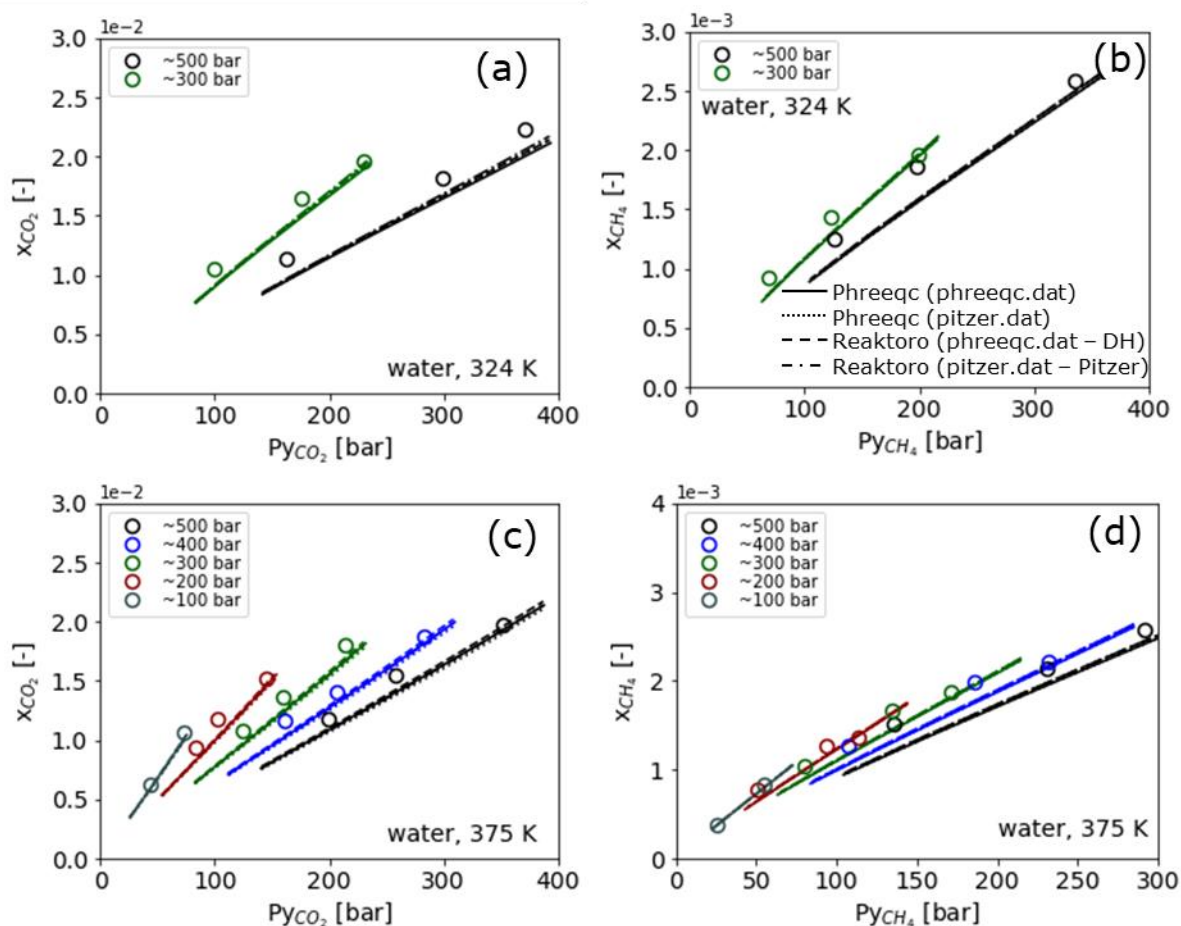 1e−2
(a)
~500 bar
~300 bar
3.0
2.5
2.0
1.5
1.0
0.5
0.0
xCO2 [-]
water, 324 K
0 100 200 300 400
PyCO2 [bar]
1e−3
(b)
~500 bar
~300 bar
water, 324 K
3.0
2.5
2.0
1.5
1.0
0.5
0.0
xCH4 [-]
Phreeqc (phreeqc.dat)
Phreeqc (pitzer.dat)
Reaktoro (phreeqc.dat – DH)
Reaktoro (pitzer.dat – Pitzer)
0 100 200 300 400
PyCH4 [bar]
1e−2
(c)
~500 bar
~400 bar
~300 bar
~200 bar
~100 bar
3.0
2.5
2.0
1.5
1.0
0.5
0.0
xCO2 [-]
water, 375 K
0 100 200 300 400
PyCO2 [bar]
1e−3
(d)
~500 bar
~400 bar
~300 bar
~200 bar
~100 bar
4
3
2
1
0
xCH4 [-]
water, 375 K
0 50 100 150 200 250 300
PyCH4 [bar]